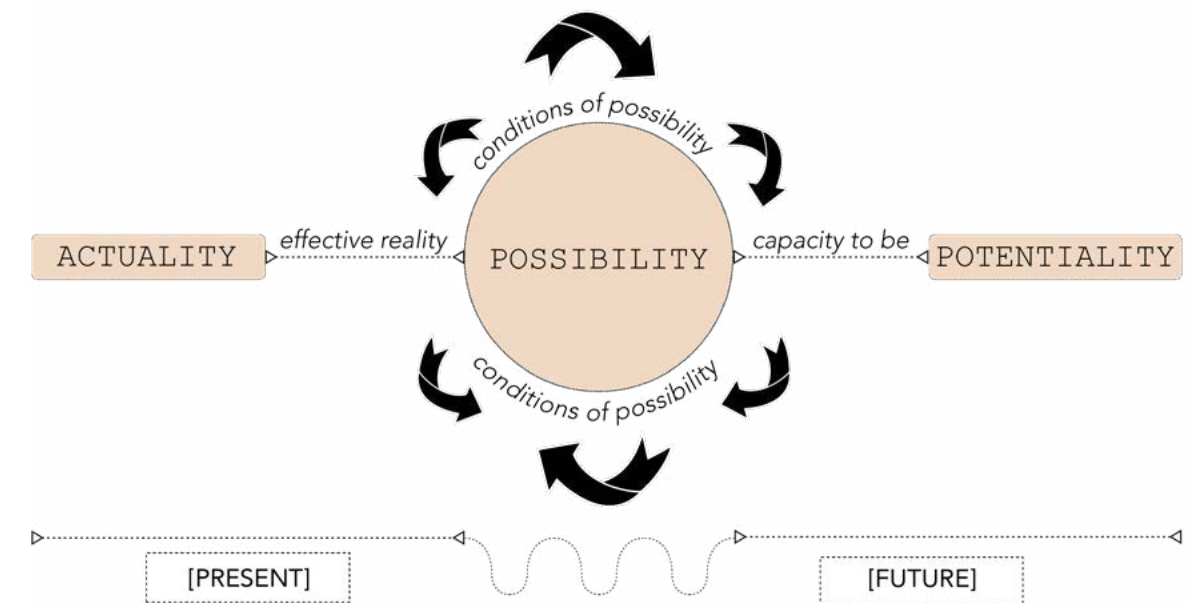 conditions of possibility
ACTUALITY
effective reality
POSSIBILITY
capacity to be
POTENTIALITY
conditions of possibility
[PRESENT]
[FUTURE]